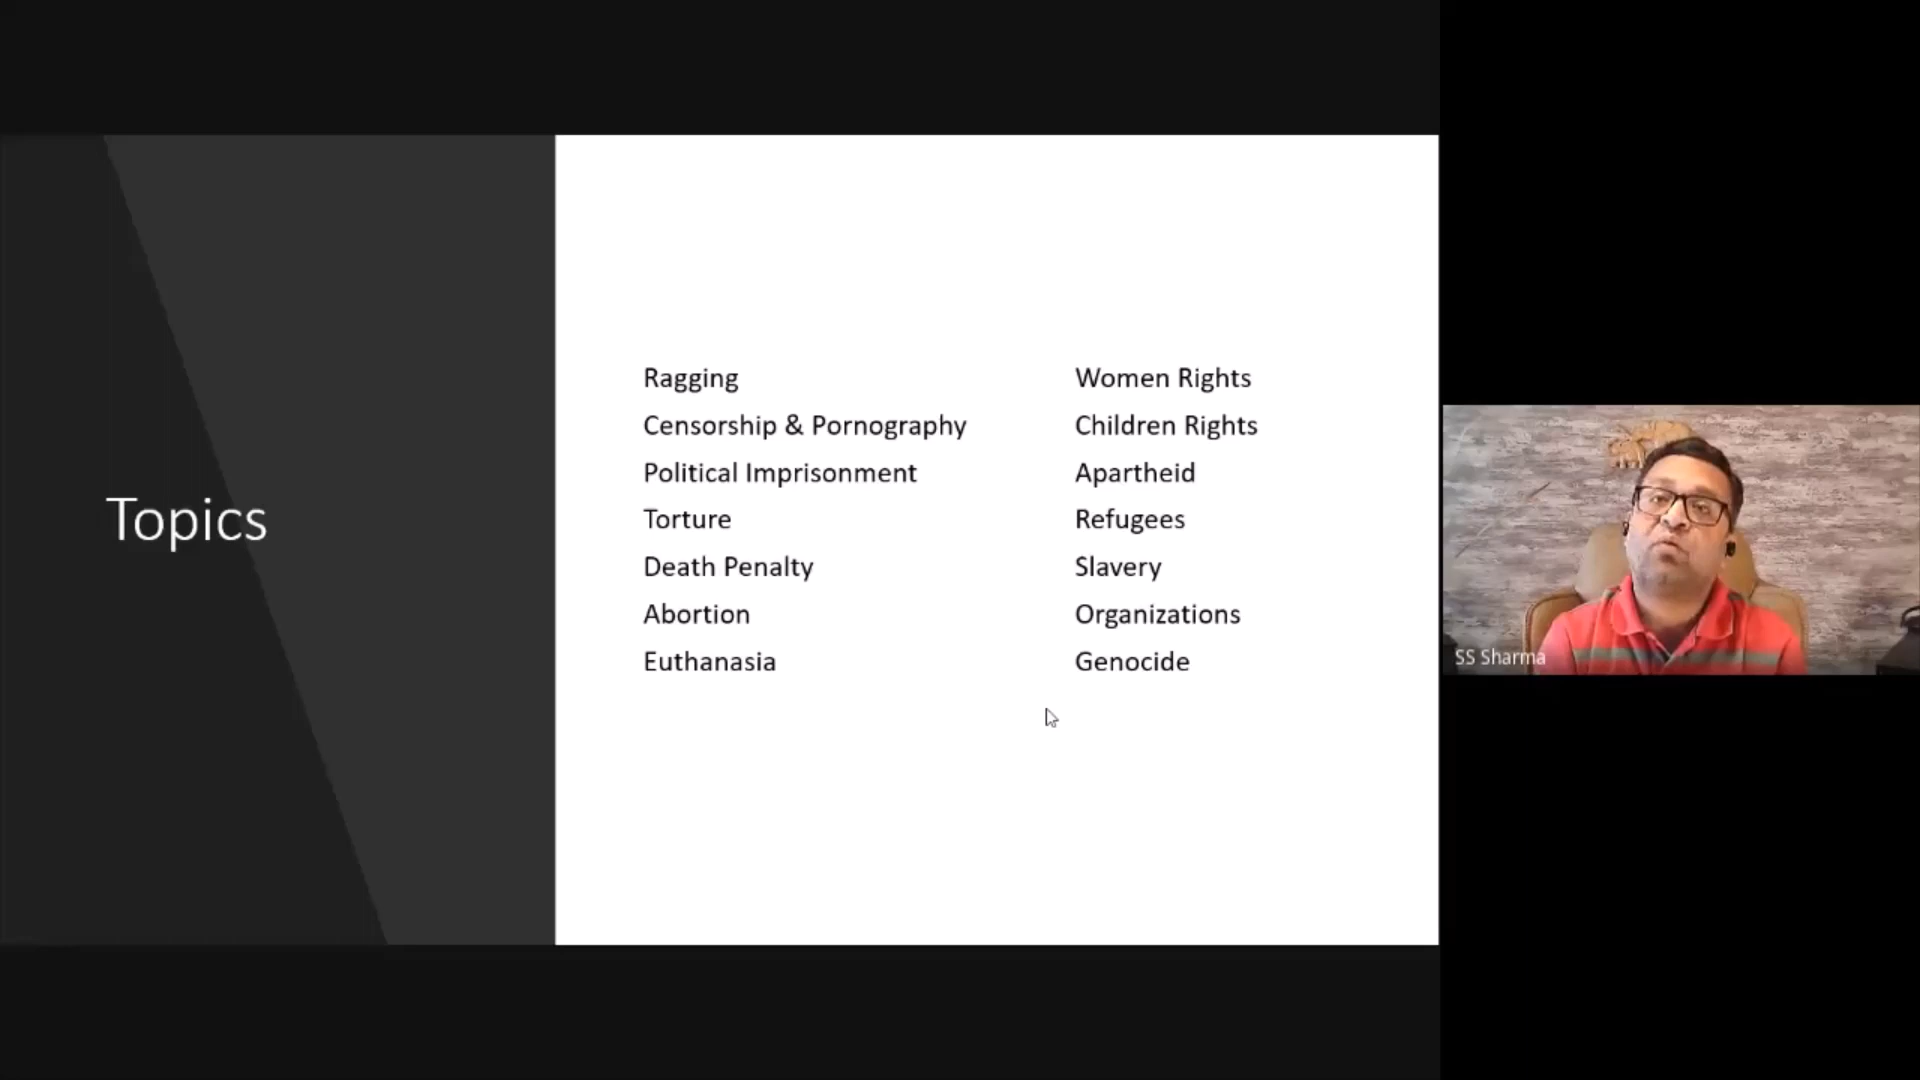 Topics
Ragging
Censorship & Pornography
Political Imprisonment
Torture
Death Penalty
Abortion
Euthanasia
Women Rights
Children Rights
Apartheid
Refugees
Slavery
Organizations
Genocide
SS Sharma